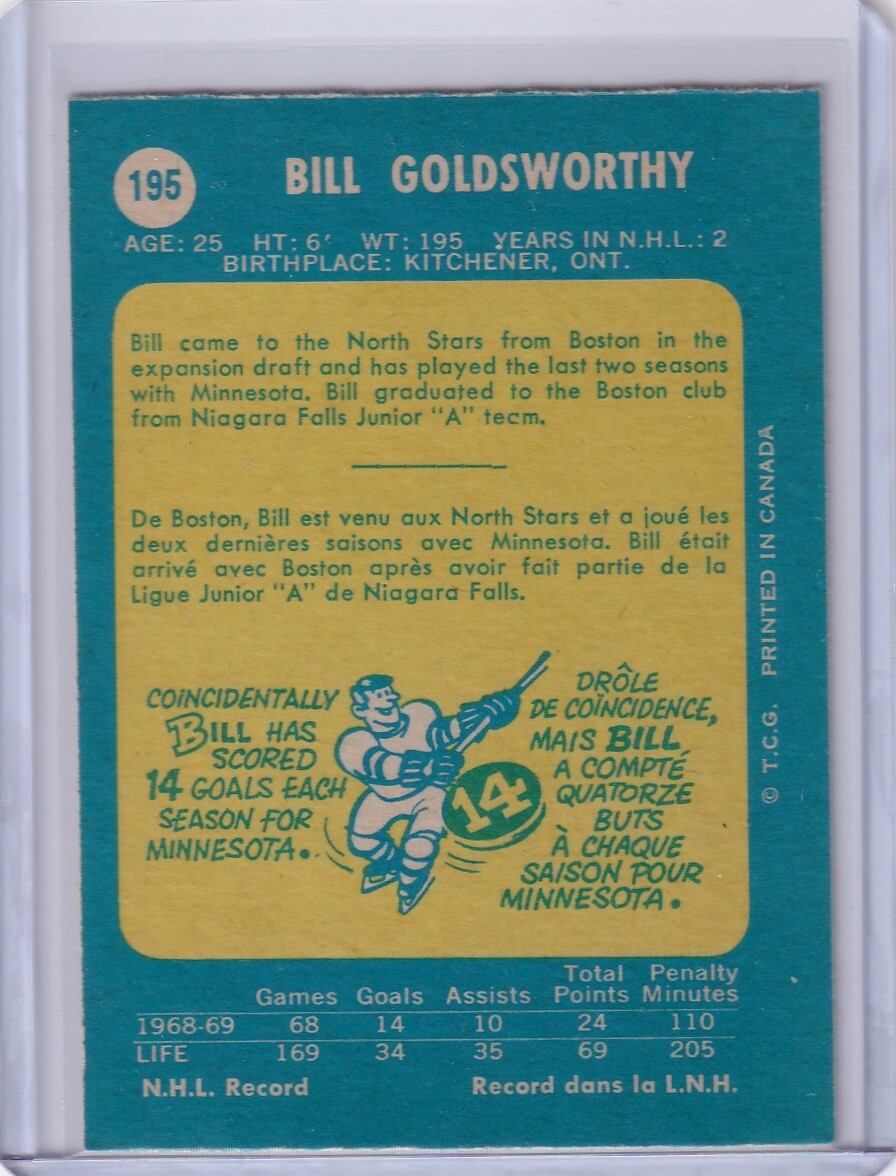 195
BILL GOLDSWORTHY
AGE: 25 HT: 6' WT: 195 YEARS IN N.H.L.: 2
BIRTHPLACE: KITCHENER, ONT.
Bill came to the North Stars from Boston in the
expansion draft and has played the last two seasons
with Minnesota. Bill graduated to the Boston club
from Niagara Falls Junior "A" team.
De Boston, Bill est venu aux North Stars et a joué les
deux dernières saisons avec Minnesota. Bill était
arrivé avec Boston après avoir fait partie de la
Ligue Junior "A" de Niagara Falls.
COINCIDENTALLY
BILL HAS
SCORED
14 GOALS EACH
SEASON FOR
MINNESOTA.
14
DRÔLE
DE COÏNCIDENCE,
MAIS BILL
A COMPTÉ
QUATORZE
BUTS
À CHAQUE
SAISON POUR
MINNESOTA.
© T.C.G. PRINTED IN CANADA
Games Goals Assists Total Points Penalty Minutes
1968-69 68 14 10 24 110
LIFE 169 34 35 69 205
N.H.L. Record Record dans la L.N.H.